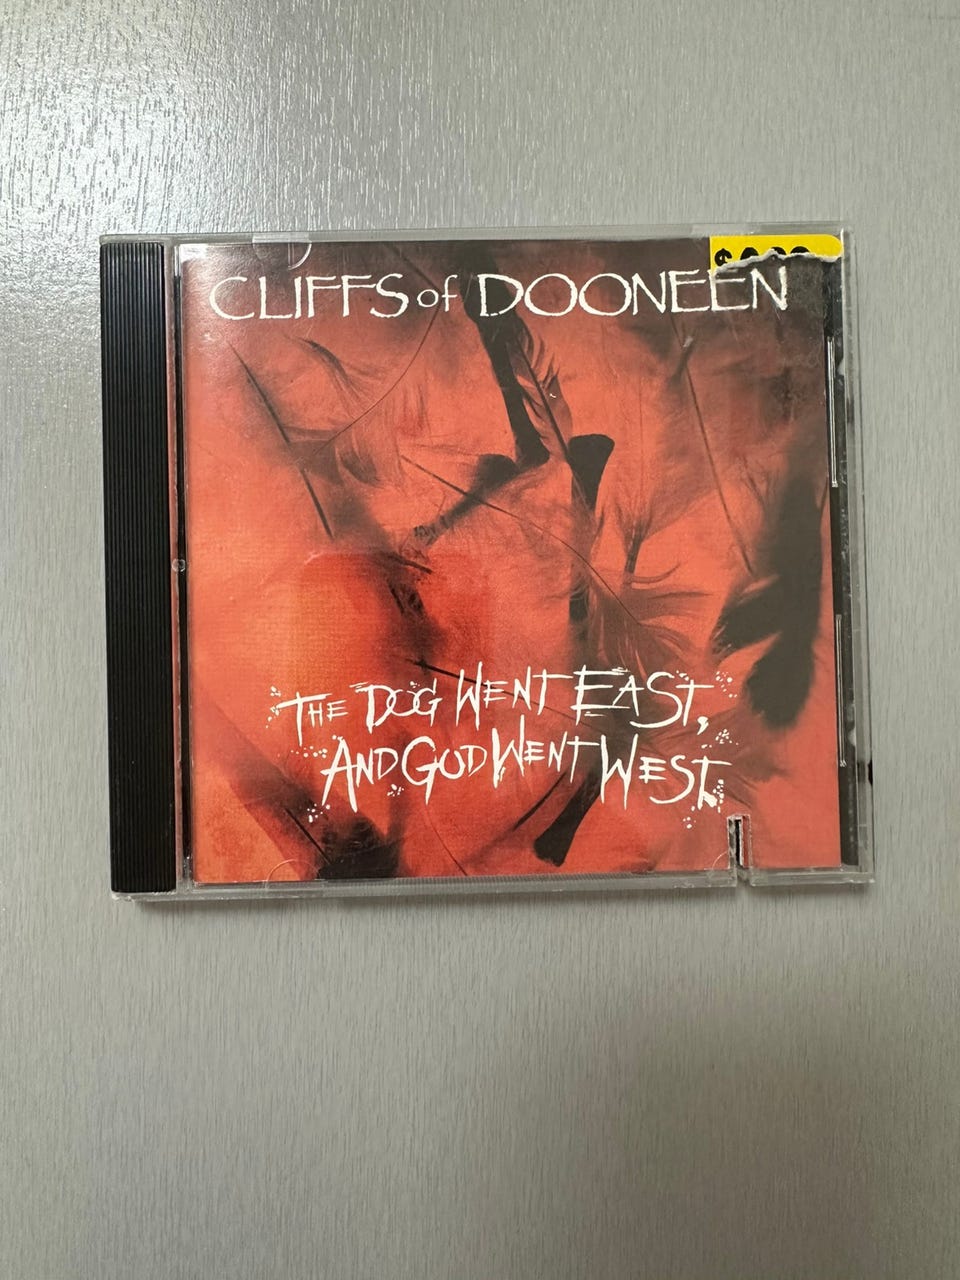 CLIFFS of DOONEEN
THE DOG WENT EAST,
AND GOD WENT WEST.